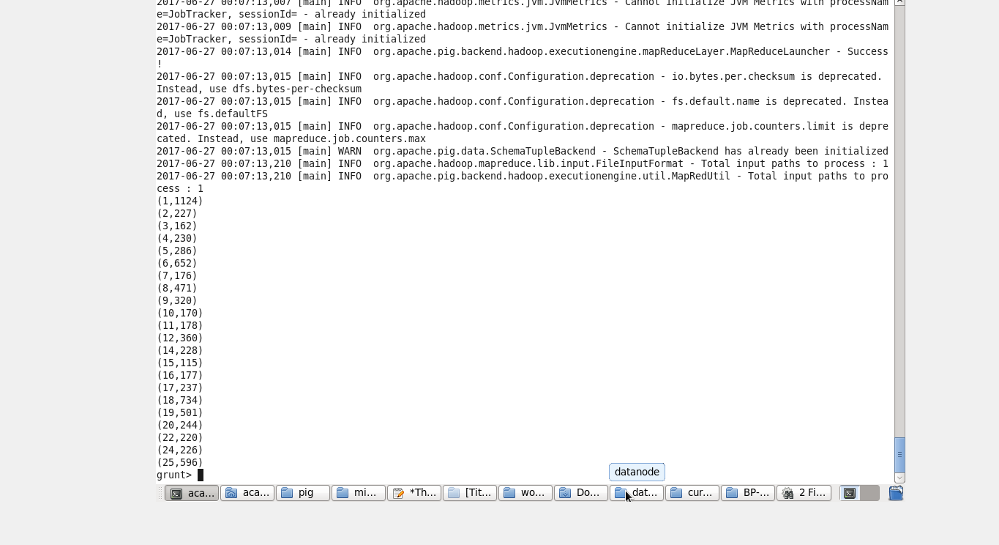 2017-06-27 00:07:13,007 [main] INFO  org.apache.hadoop.metrics.jvm.JvmMetrics - Cannot initialize JVM Metrics with processNam
e=JobTracker, sessionId= - already initialized
2017-06-27 00:07:13,009 [main] INFO  org.apache.hadoop.metrics.jvm.JvmMetrics - Cannot initialize JVM Metrics with processNam
e=JobTracker, sessionId= - already initialized
2017-06-27 00:07:13,014 [main] INFO  org.apache.pig.backend.hadoop.executionengine.mapReduceLayer.MapReduceLauncher - Success
!
2017-06-27 00:07:13,015 [main] INFO  org.apache.hadoop.conf.Configuration.deprecation - io.bytes.per.checksum is deprecated.
Instead, use dfs.bytes-per-checksum
2017-06-27 00:07:13,015 [main] INFO  org.apache.hadoop.conf.Configuration.deprecation - fs.default.name is deprecated. Instea
d, use fs.defaultFS
2017-06-27 00:07:13,015 [main] INFO  org.apache.hadoop.conf.Configuration.deprecation - mapreduce.job.counters.limit is depre
cated. Instead, use mapreduce.job.counters.max
2017-06-27 00:07:13,015 [main] WARN  org.apache.pig.data.SchemaTupleBackend - SchemaTupleBackend has already been initialized
2017-06-27 00:07:13,210 [main] INFO  org.apache.hadoop.mapreduce.lib.input.FileInputFormat - Total input paths to process : 1
2017-06-27 00:07:13,210 [main] INFO  org.apache.pig.backend.hadoop.executionengine.util.MapRedUtil - Total input paths to pro
cess : 1
(1,1124)
(2,227)
(3,162)
(4,230)
(5,286)
(6,652)
(7,176)
(8,471)
(9,320)
(10,170)
(11,178)
(12,360)
(14,228)
(15,115)
(16,177)
(17,237)
(18,734)
(19,501)
(20,244)
(22,220)
(24,226)
(25,596)
grunt>
datanode
aca... aca... pig mi... *Th... [Tit... wo... Do... dat... cur... BP-... 2 Fi...